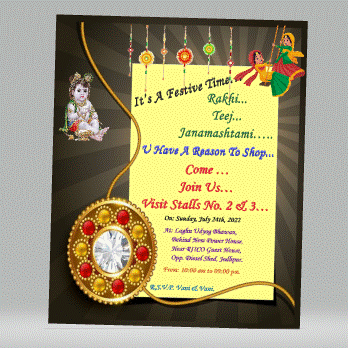 It's A Festive Time.
Rakhi...
Teej...
Janamashtami.....
U Have A Reason To Shop...
Come ...
Join Us...
Visit Stalls No. 2 & 3...
On: Sunday, July 24th, 2022
At: Laghu Udyog Bhawan,
Behind New Power House,
Near RIICO Guest House,
Opp. Diesel Shed, Jodhpur.
From: 10:00 am to 09:00 pm.
R.S.V.P. Vani & Vani.